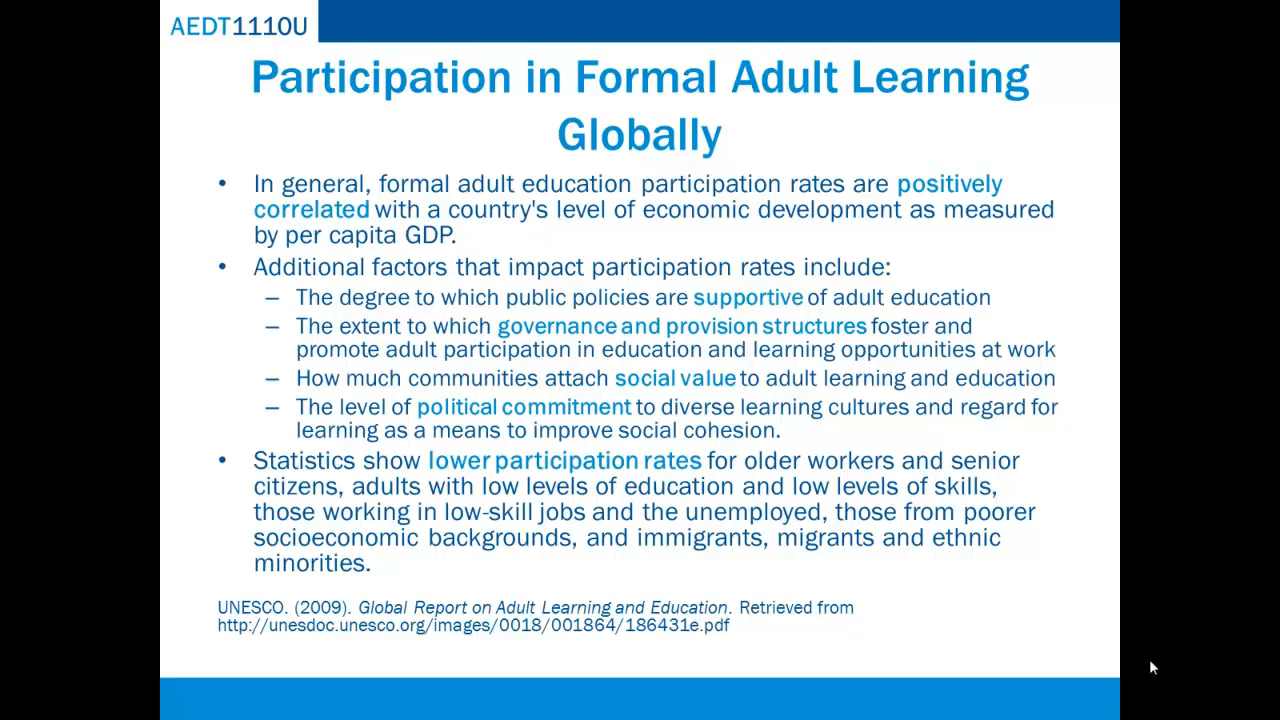 AEDT1110U
Participation in Formal Adult Learning
Globally
• In general, formal adult education participation rates are positively
correlated with a country's level of economic development as measured
by per capita GDP.
• Additional factors that impact participation rates include:
– The degree to which public policies are supportive of adult education
– The extent to which governance and provision structures foster and
promote adult participation in education and learning opportunities at work
– How much communities attach social value to adult learning and education
– The level of political commitment to diverse learning cultures and regard for
learning as a means to improve social cohesion.
• Statistics show lower participation rates for older workers and senior
citizens, adults with low levels of education and low levels of skills,
those working in low-skill jobs and the unemployed, those from poorer
socioeconomic backgrounds, and immigrants, migrants and ethnic
minorities.
UNESCO. (2009). Global Report on Adult Learning and Education. Retrieved from
http://unesdoc.unesco.org/images/0018/001864/186431e.pdf